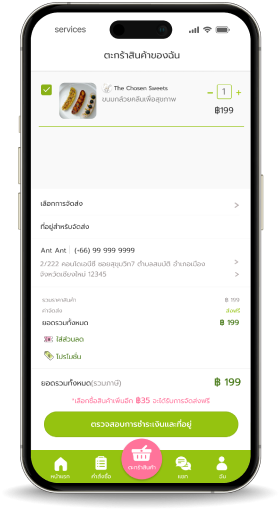 services
ตะกร้าสินค้าของฉัน
The Chosen Sweets
ขนมกล้วยคลีนเพื่อสุขภาพ
1
฿199
เลือกการจัดส่ง
ที่อยู่สำหรับจัดส่ง
Ant Ant (+66) 99 999 9999
2/222 คอนโดเอบีซี ซอยสุขุมวิท? ตำบลสมบัติ อำเภอเมือง
จังหวัดเชียงใหม่ 12345
รวมราคาสินค้า ฿ 199
ค่าจัดส่ง ส่งฟรี
ยอดรวมทั้งหมด ฿ 199
ใส่ส่วนลด
โปรโมชั่น
ยอดรวมทั้งหมด(รวมภาษี) ฿ 199
*เลือกซื้อสินค้าเพิ่มอีก ฿35 จะได้รับการจัดส่งฟรี
ตรวจสอบการชำระเงินและที่อยู่
หน้าแรก คำสั่งซื้อ ตะกร้าสินค้า แชท ฉัน